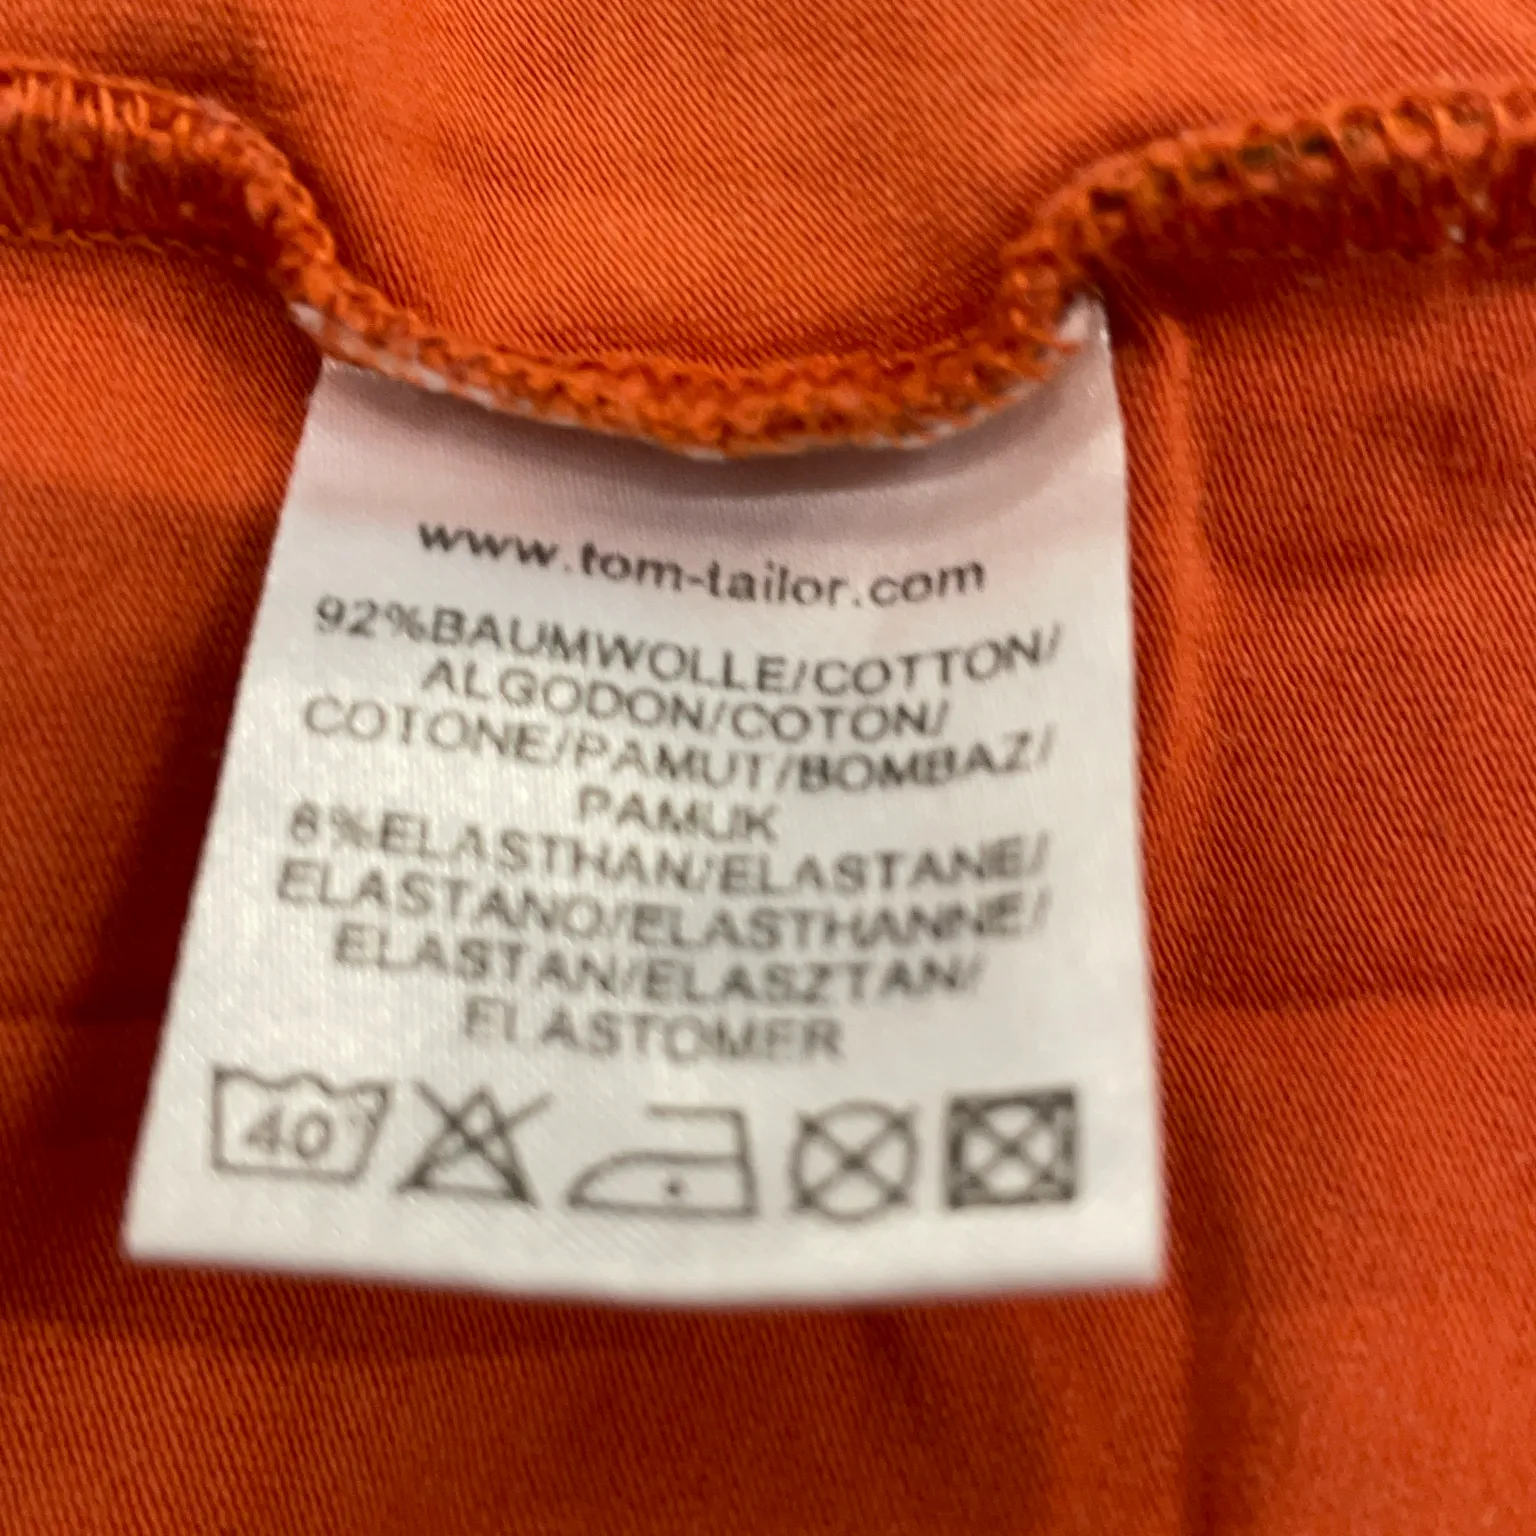 www.tom-tailor.com
92%BAUMWOLLE/COTTON/
ALGODON/COTON/
COTONE/PAMUT/BOMBAZ/
PAMUK
8%ELASTHAN/ELASTANE/
ELASTANO/ELASTHANNE/
ELASTAN/ELASZTAN/
ELASTOMER
40°